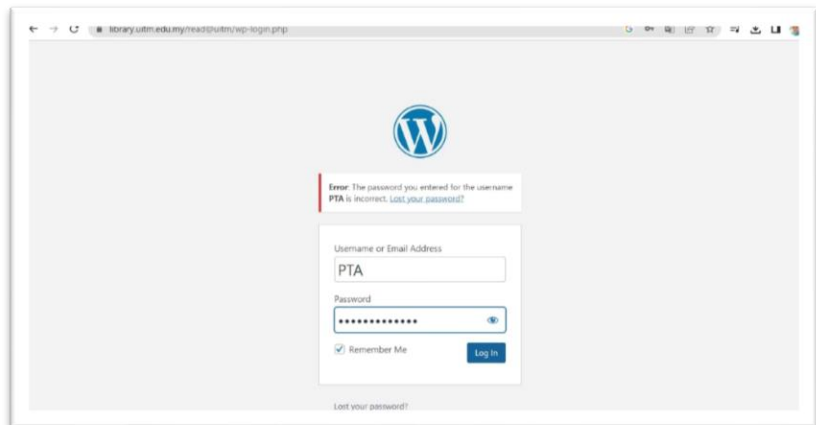 library.uitm.edu.my/read@uitm/wp-login.php
Error: The password you entered for the username
PTA is incorrect. Lost your password?
Username or Email Address
PTA
Password
•••••••••••••
Remember Me
Log In
Lost your password?